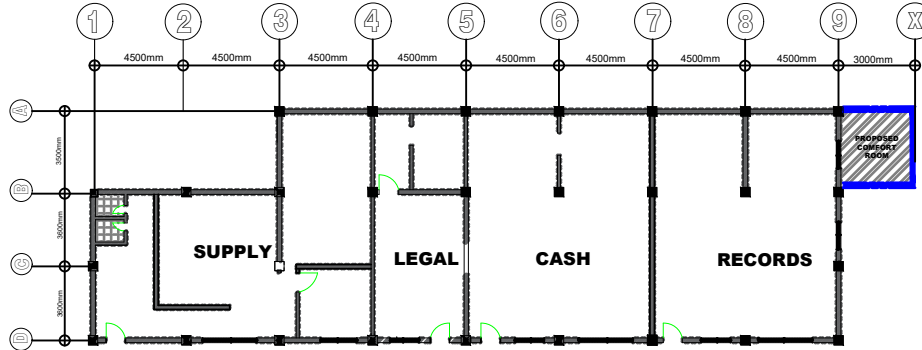 1 2 3 4 5 6 7 8 9 X
4500mm 4500mm 4500mm 4500mm 4500mm 4500mm 4500mm 4500mm 3000mm
A
3500mm
PROPOSED
COMFORT
ROOM
B
3600mm
SUPPLY LEGAL CASH RECORDS
C
3600mm
D